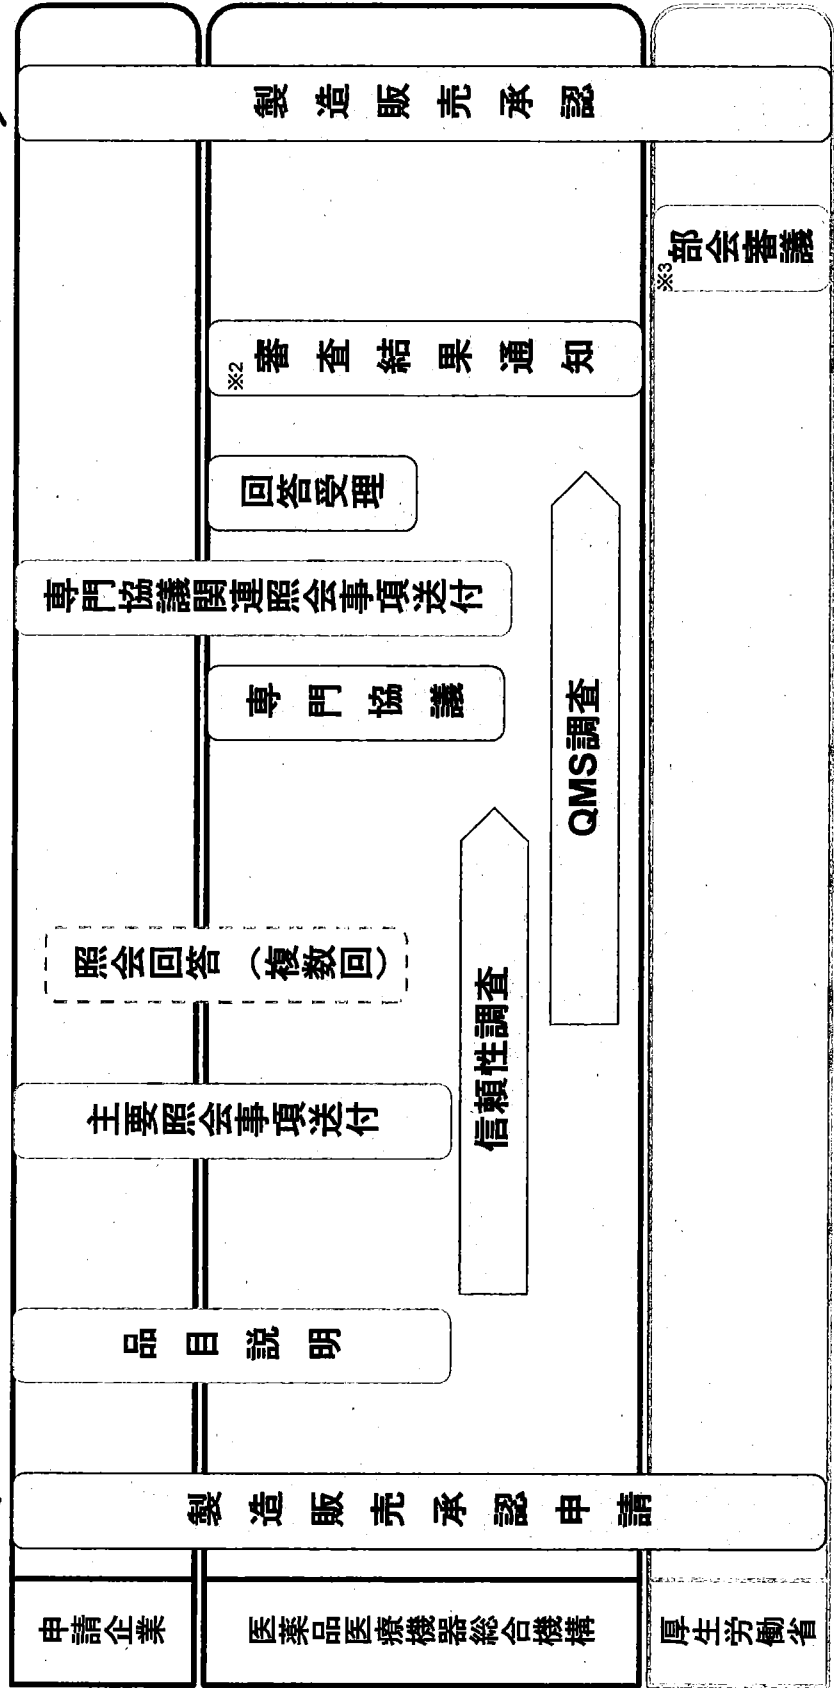 申請企業
医薬品医療機器総合機構
厚生労働省
製造販売承認申請
品目説明
主要照会事項送付
信頼性調査
照会回答（複数回）
QMS調査
専門協議
専門協議関連照会事項送付
回答受理
※2
審査結果通知
※3
部会審議
製造販売承認